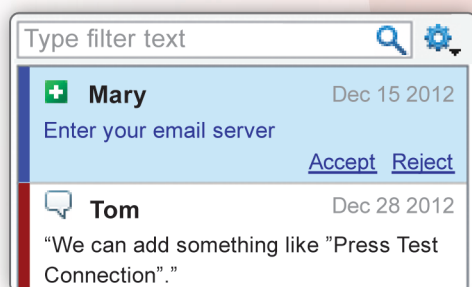 Type filter text
Mary Dec 15 2012
Enter your email server
Accept Reject
Tom Dec 28 2012
“We can add something like ”Press Test
Connection”.”